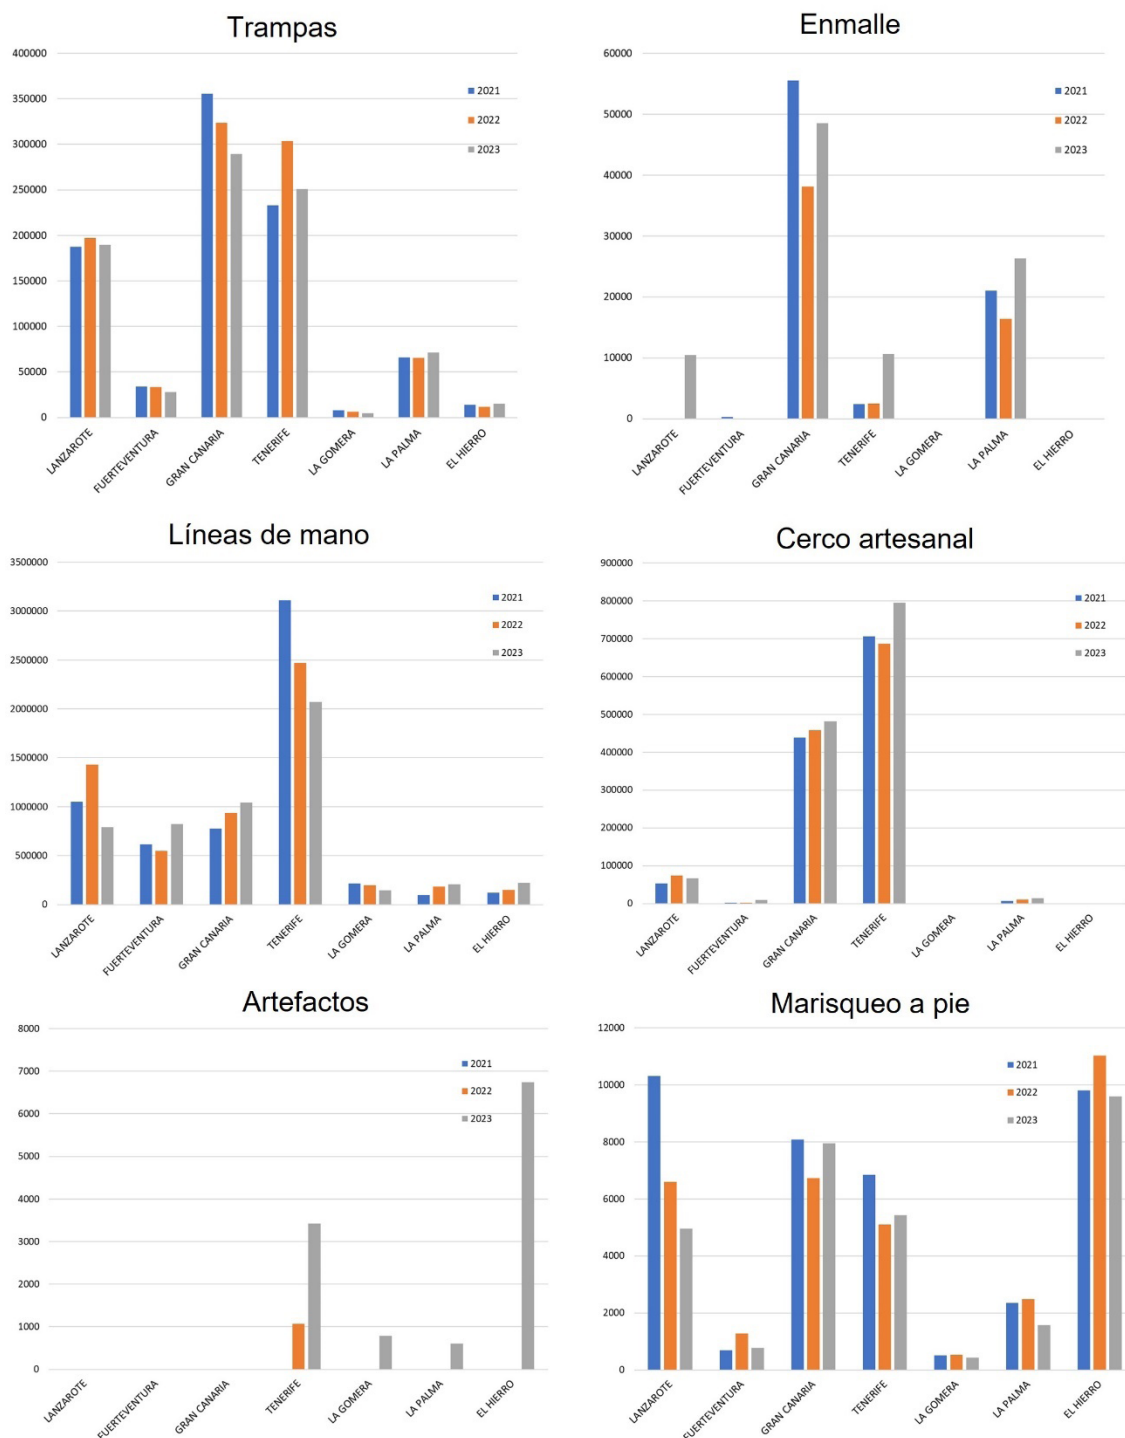 Trampas
400000
350000
300000
250000
200000
150000
100000
50000
0
2021
2022
2023
LANZAROTE
FUERTEVENTURA
GRAN CANARIA
TENERIFE
LA GOMERA
LA PALMA
EL HIERRO
Enmalle
60000
50000
40000
30000
20000
10000
0
2021
2022
2023
LANZAROTE
FUERTEVENTURA
GRAN CANARIA
TENERIFE
LA GOMERA
LA PALMA
EL HIERRO
Líneas de mano
3500000
3000000
2500000
2000000
1500000
1000000
500000
0
2021
2022
2023
LANZAROTE
FUERTEVENTURA
GRAN CANARIA
TENERIFE
LA GOMERA
LA PALMA
EL HIERRO
Cerco artesanal
900000
800000
700000
600000
500000
400000
300000
200000
100000
0
2021
2022
2023
LANZAROTE
FUERTEVENTURA
GRAN CANARIA
TENERIFE
LA GOMERA
LA PALMA
EL HIERRO
Artefactos
8000
7000
6000
5000
4000
3000
2000
1000
0
2021
2022
2023
LANZAROTE
FUERTEVENTURA
GRAN CANARIA
TENERIFE
LA GOMERA
LA PALMA
EL HIERRO
Marisqueo a pie
12000
10000
8000
6000
4000
2000
0
2021
2022
2023
LANZAROTE
FUERTEVENTURA
GRAN CANARIA
TENERIFE
LA GOMERA
LA PALMA
EL HIERRO